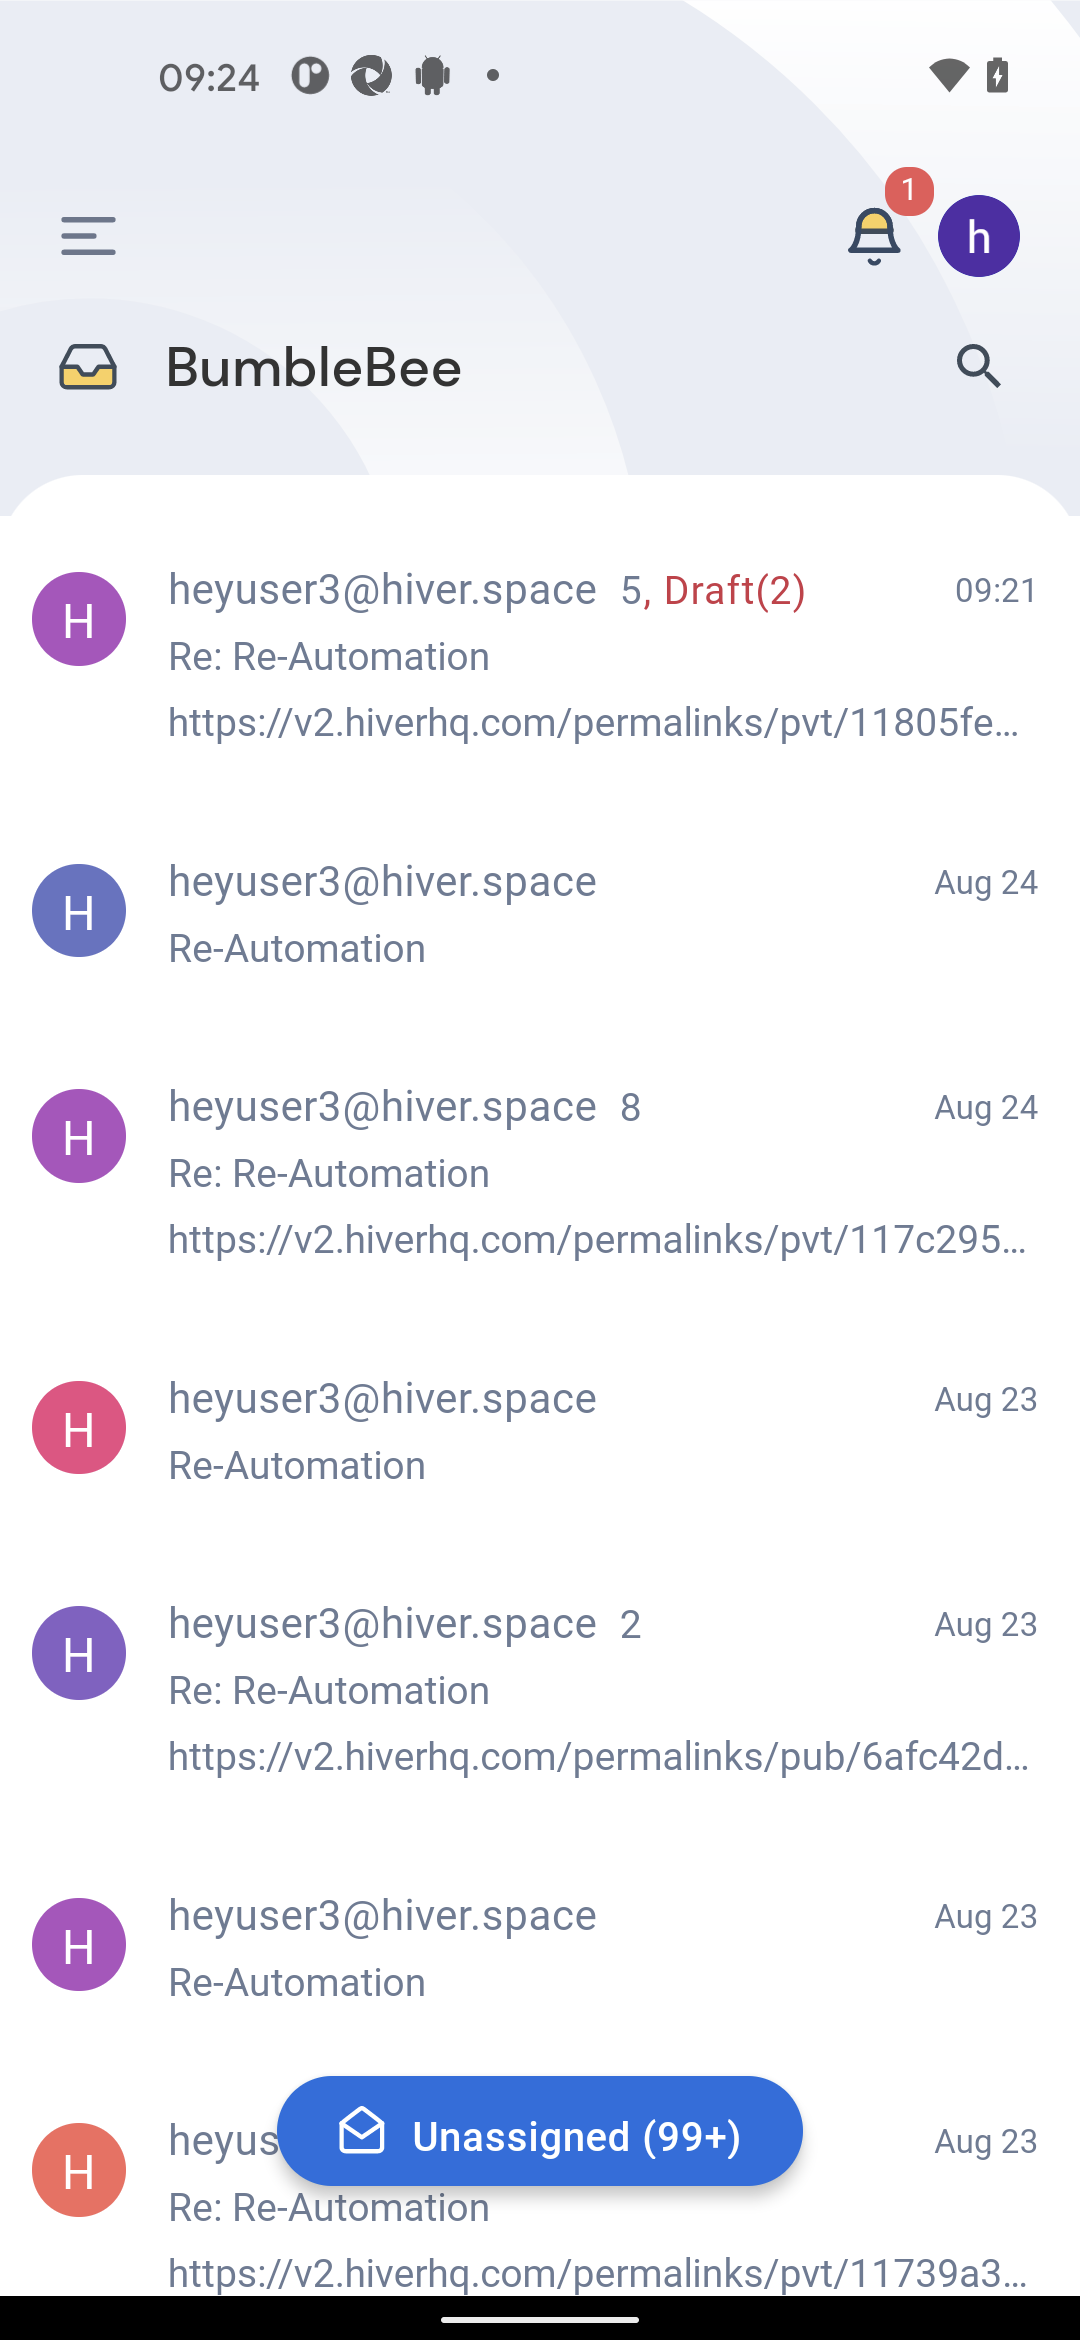 09:24
1
h
BumbleBee
H
heyuser3@hiver.space 5, Draft(2) 09:21
Re: Re-Automation
https://v2.hiverhq.com/permalinks/pvt/11805fe...
H
heyuser3@hiver.space Aug 24
Re-Automation
H
heyuser3@hiver.space 8 Aug 24
Re: Re-Automation
https://v2.hiverhq.com/permalinks/pvt/117c295...
H
heyuser3@hiver.space Aug 23
Re-Automation
H
heyuser3@hiver.space 2 Aug 23
Re: Re-Automation
https://v2.hiverhq.com/permalinks/pub/6afc42d...
H
heyuser3@hiver.space Aug 23
Re-Automation
H
heyus Aug 23
Unassigned (99+)
Re: Re-Automation
https://v2.hiverhq.com/permalinks/pvt/11739a3...